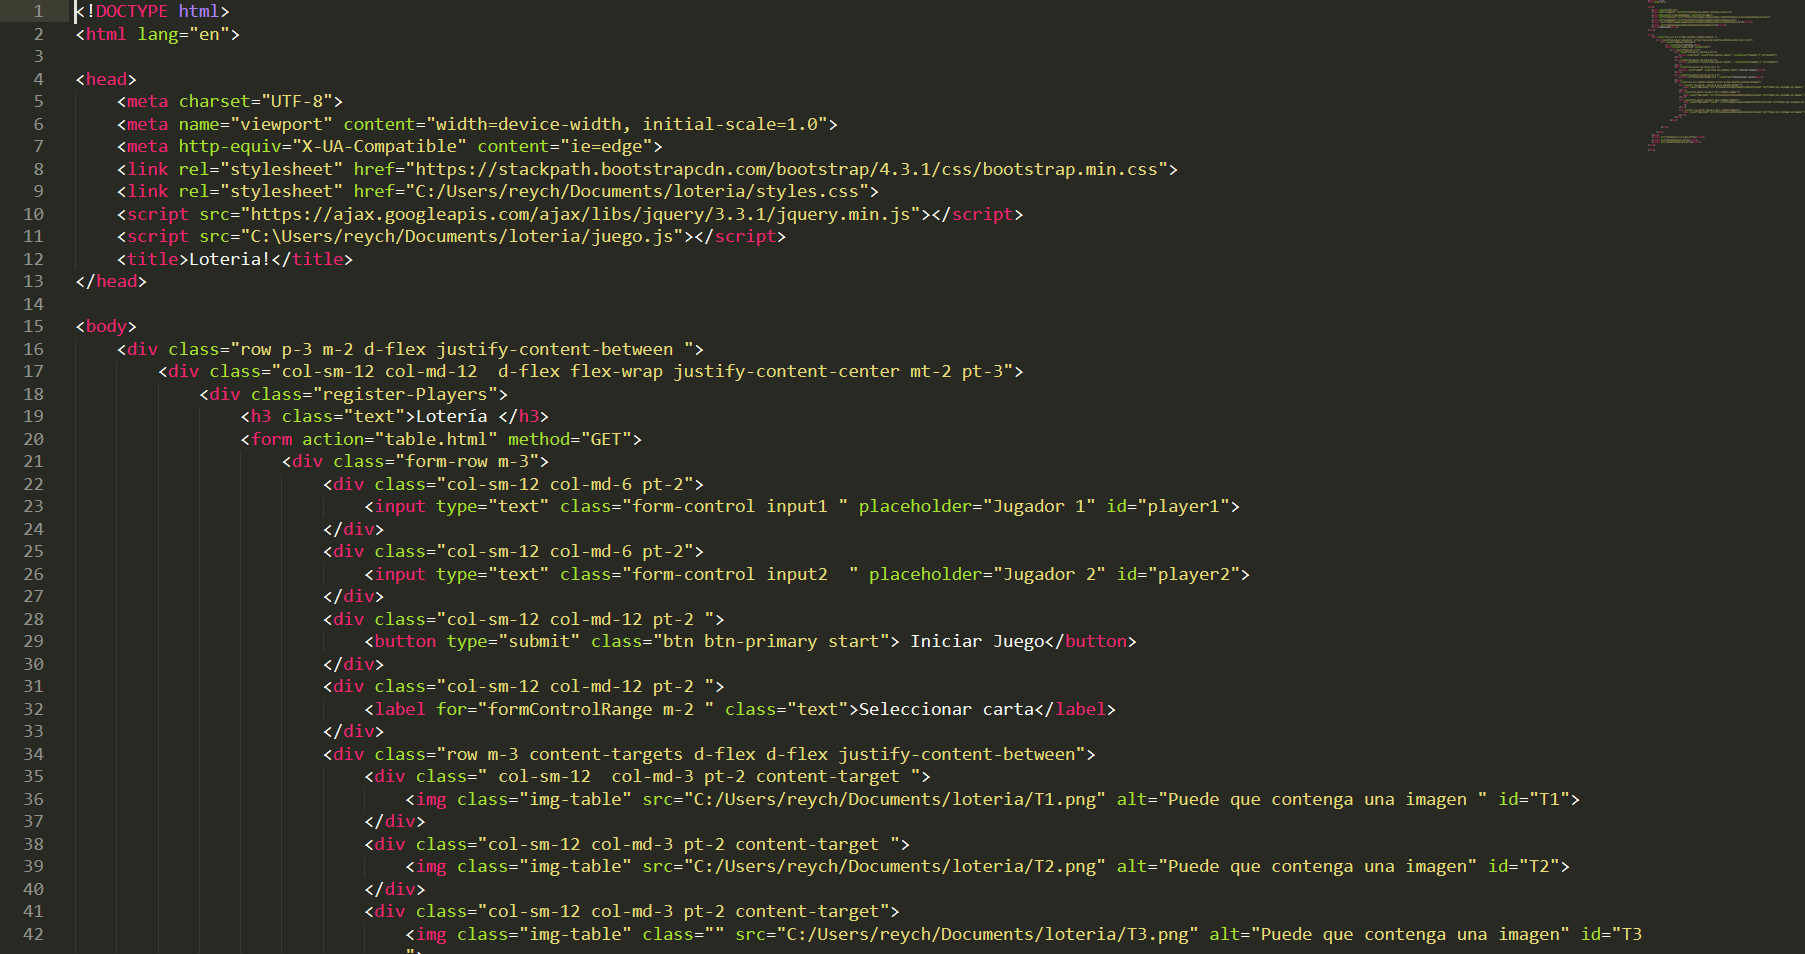 1 <!DOCTYPE html>
2 <html lang="en">
3
4 <head>
5 <meta charset="UTF-8">
6 <meta name="viewport" content="width=device-width, initial-scale=1.0">
7 <meta http-equiv="X-UA-Compatible" content="ie=edge">
8 <link rel="stylesheet" href="https://stackpath.bootstrapcdn.com/bootstrap/4.3.1/css/bootstrap.min.css">
9 <link rel="stylesheet" href="C:/Users/reych/Documents/loteria/styles.css">
10 <script src="https://ajax.googleapis.com/ajax/libs/jquery/3.3.1/jquery.min.js"></script>
11 <script src="C:\Users/reych/Documents/loteria/juego.js"></script>
12 <title>Loteria!</title>
13 </head>
14
15 <body>
16 <div class="row p-3 m-2 d-flex justify-content-between ">
17 <div class="col-sm-12 col-md-12  d-flex flex-wrap justify-content-center mt-2 pt-3">
18 <div class="register-Players">
19 <h3 class="text">Lotería </h3>
20 <form action="table.html" method="GET">
21 <div class="form-row m-3">
22 <div class="col-sm-12 col-md-6 pt-2">
23 <input type="text" class="form-control input1 " placeholder="Jugador 1" id="player1">
24 </div>
25 <div class="col-sm-12 col-md-6 pt-2">
26 <input type="text" class="form-control input2  " placeholder="Jugador 2" id="player2">
27 </div>
28 <div class="col-sm-12 col-md-12 pt-2 ">
29 <button type="submit" class="btn btn-primary start"> Iniciar Juego</button>
30 </div>
31 <div class="col-sm-12 col-md-12 pt-2 ">
32 <label for="formControlRange m-2 " class="text">Seleccionar carta</label>
33 </div>
34 <div class="row m-3 content-targets d-flex d-flex justify-content-between">
35 <div class=" col-sm-12  col-md-3 pt-2 content-target ">
36 <img class="img-table" src="C:/Users/reych/Documents/loteria/T1.png" alt="Puede que contenga una imagen " id="T1">
37 </div>
38 <div class="col-sm-12 col-md-3 pt-2 content-target ">
39 <img class="img-table" src="C:/Users/reych/Documents/loteria/T2.png" alt="Puede que contenga una imagen" id="T2">
40 </div>
41 <div class="col-sm-12 col-md-3 pt-2 content-target">
42 <img class="img-table" class="" src="C:/Users/reych/Documents/loteria/T3.png" alt="Puede que contenga una imagen" id="T3